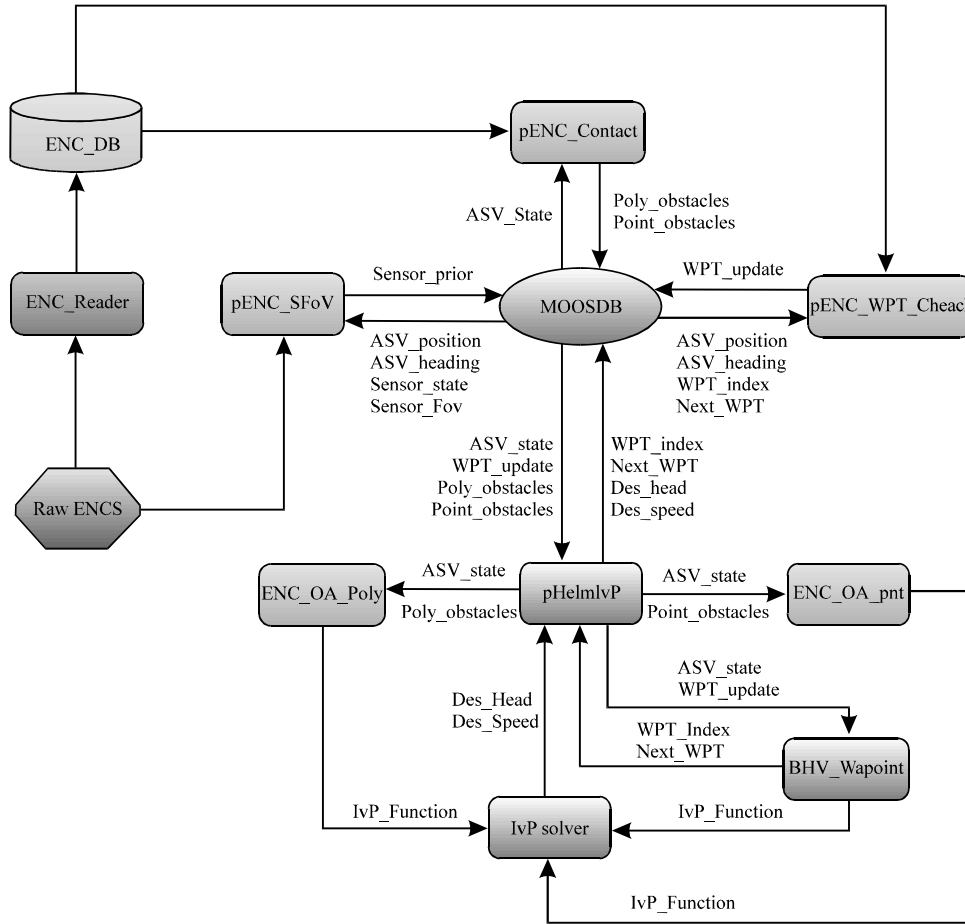 ENC_DB
pENC_Contact
ASV_State
Poly_obstacles
Point_obstacles
ENC_Reader
pENC_SFoV
Sensor_prior
MOOSDB
WPT_update
pENC_WPT_Cheack
ASV_position
ASV_heading
Sensor_state
Sensor_Fov
ASV_position
ASV_heading
WPT_index
Next_WPT
Raw ENCS
ASV_state
WPT_update
Poly_obstacles
Point_obstacles
WPT_index
Next_WPT
Des_head
Des_speed
ENC_OA_Poly
ASV_state
Poly_obstacles
pHelmlvP
ASV_state
Point_obstacles
ENC_OA_pnt
ASV_state
WPT_update
Des_Head
Des_Speed
WPT_Index
Next_WPT
BHV_Wapoint
IvP_Function
IvP solver
IvP_Function
IvP_Function